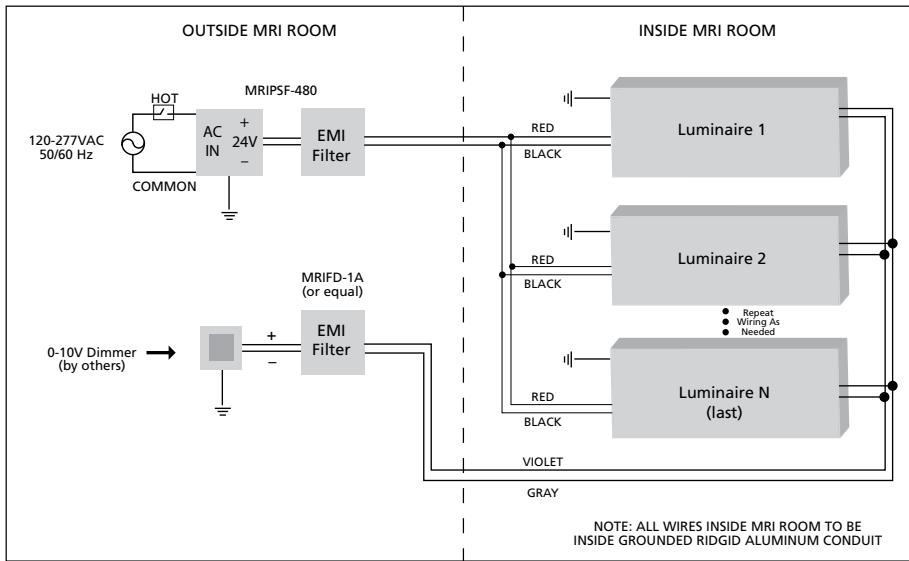 OUTSIDE MRI ROOM
INSIDE MRI ROOM
MRIPSF-480
HOT
120-277VAC
50/60 Hz
AC
IN
+
24V
–
EMI
Filter
COMMON
RED
BLACK
Luminaire 1
RED
BLACK
Luminaire 2
Repeat
Wiring As
Needed
MRIFD-1A
(or equal)
0-10V Dimmer
(by others)
+
–
EMI
Filter
RED
BLACK
Luminaire N
(last)
VIOLET
GRAY
NOTE: ALL WIRES INSIDE MRI ROOM TO BE
INSIDE GROUNDED RIDGID ALUMINUM CONDUIT